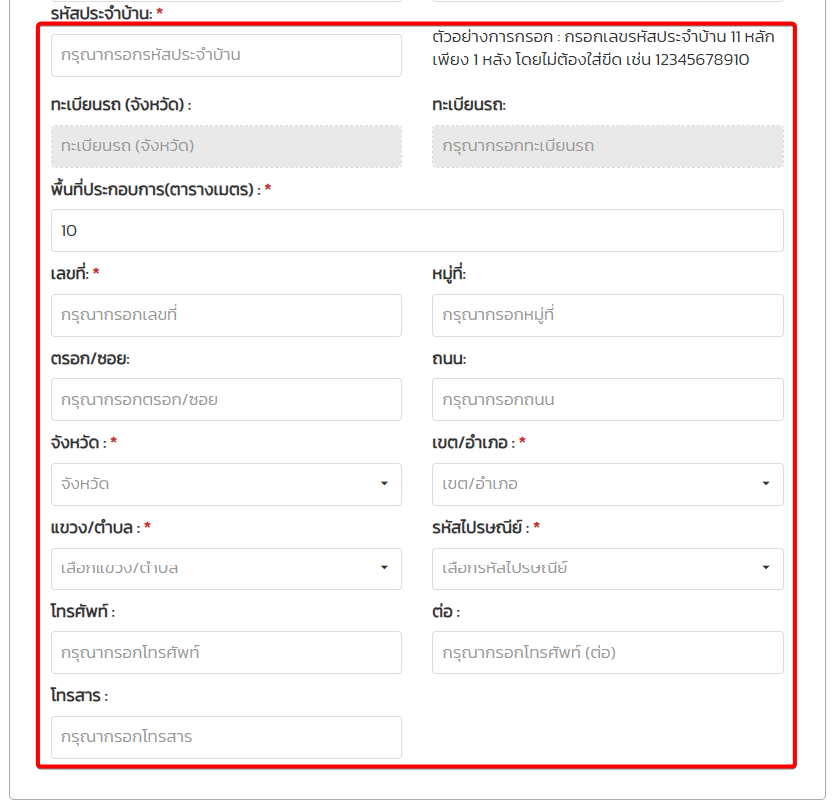 รหัสประจำบ้าน: *
กรุณากรอกรหัสประจำบ้าน
ตัวอย่างการกรอก : กรอกเลขรหัสประจำบ้าน 11 หลัก
เพียง 1 หลัง โดยไม่ต้องใส่ขีด เช่น 12345678910
ทะเบียนรถ (จังหวัด) :
ทะเบียนรถ:
ทะเบียนรถ (จังหวัด)
กรุณากรอกทะเบียนรถ
พื้นที่ประกอบการ(ตารางเมตร) : *
10
เลขที่: *
หมู่ที่:
กรุณากรอกเลขที่
กรุณากรอกหมู่ที่
ตรอก/ซอย:
ถนน:
กรุณากรอกตรอก/ซอย
กรุณากรอกถนน
จังหวัด : *
เขต/อำเภอ : *
จังหวัด
เขต/อำเภอ
แขวง/ตำบล : *
รหัสไปรษณีย์ : *
เลือกแขวง/ตำบล
เลือกรหัสไปรษณีย์
โทรศัพท์ :
ต่อ :
กรุณากรอกโทรศัพท์
กรุณากรอกโทรศัพท์ (ต่อ)
โทรสาร :
กรุณากรอกโทรสาร